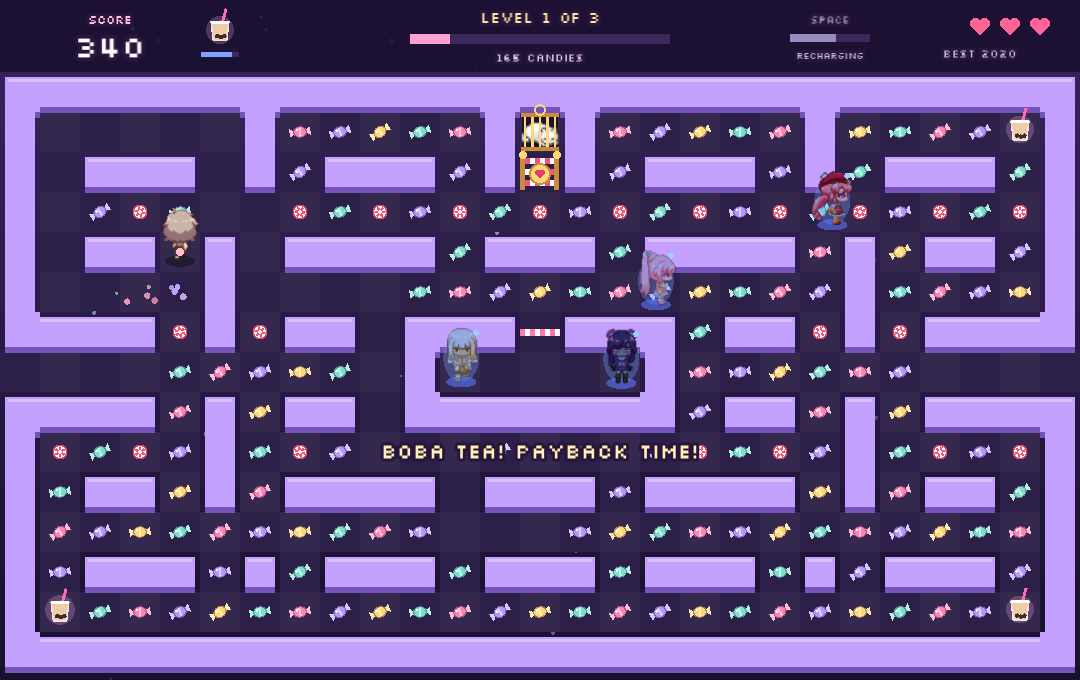 SCORE
340
LEVEL 1 OF 3
165 CANDIES
SPACE
RECHARGING
BEST 2020
BOBA TEA! PAYBACK TIME!